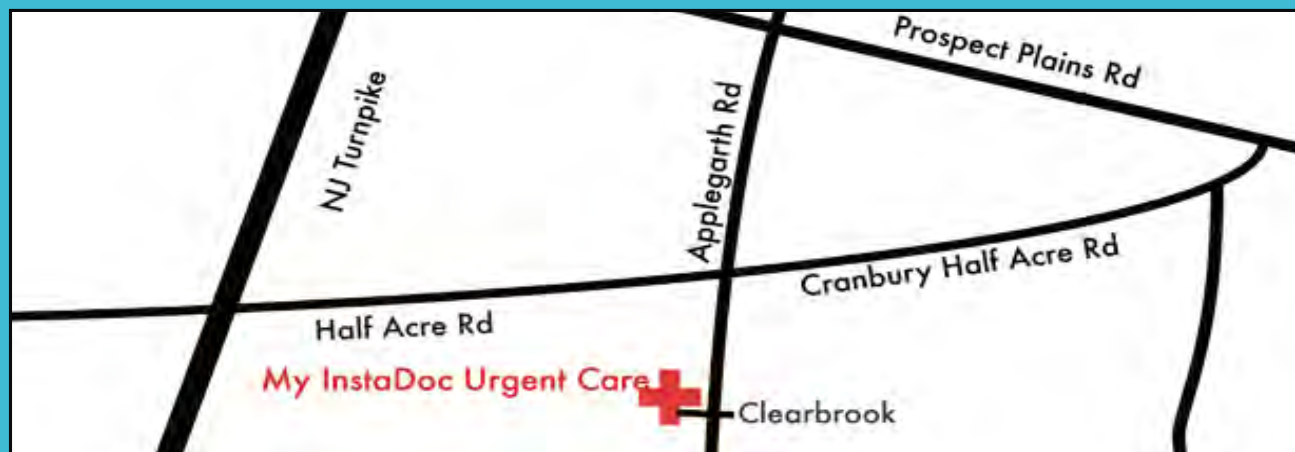 Prospect Plains Rd
NJ Turnpike
Applegarth Rd
Cranbury Half Acre Rd
Half Acre Rd
My InstaDoc Urgent Care
Clearbrook